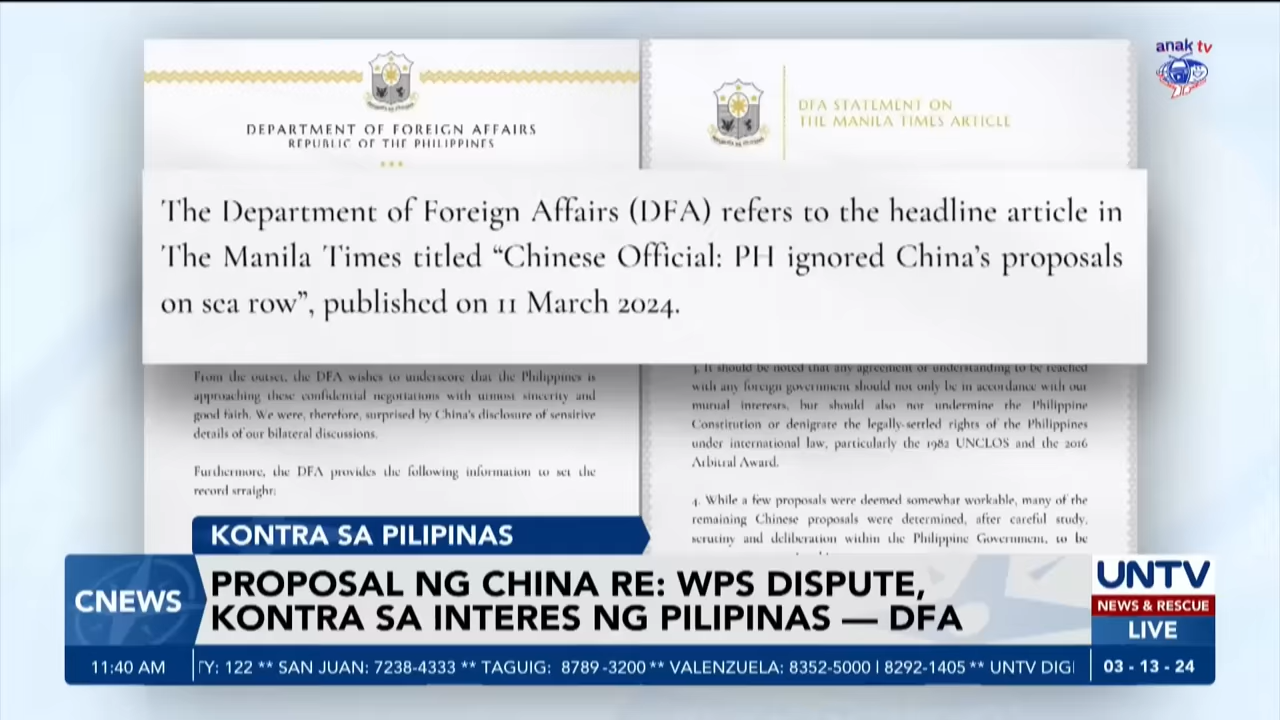 anak tv
DEPARTMENT OF FOREIGN AFFAIRS
REPUBLIC OF THE PHILIPPINES
DFA STATEMENT ON
THE MANILA TIMES ARTICLE
The Department of Foreign Affairs (DFA) refers to the headline article in
The Manila Times titled “Chinese Official: PH ignored China’s proposals
on sea row”, published on 11 March 2024.
From the outset, the DFA wishes to underscore that the Philippines is
approaching these confidential negotiations with utmost sincerity and
good faith. We were, therefore, surprised by China's disclosure of sensitive
details of our bilateral discussions.
Furthermore, the DFA provides the following information to set the
record straight:
3. It should be noted that any agreement or understanding to be reached
with any foreign government should not only be in accordance with our
mutual interests, but should also not undermine the Philippine
Constitution or denigrate the legally-settled rights of the Philippines
under international law, particularly the 1982 UNCLOS and the 2016
Arbitral Award.
4. While a few proposals were deemed somewhat workable, many of the
remaining Chinese proposals were determined, after careful study,
scrutiny and deliberation within the Philippine Government, to be
KONTRA SA PILIPINAS
CNEWS
PROPOSAL NG CHINA RE: WPS DISPUTE,
KONTRA SA INTERES NG PILIPINAS — DFA
UNTV
NEWS & RESCUE
LIVE
11:40 AM
TY: 122 ** SAN JUAN: 7238-4333 ** TAGUIG: 8789-3200 ** VALENZUELA: 8352-5000 | 8292-1405 ** UNTV DIGI
03 - 13 - 24